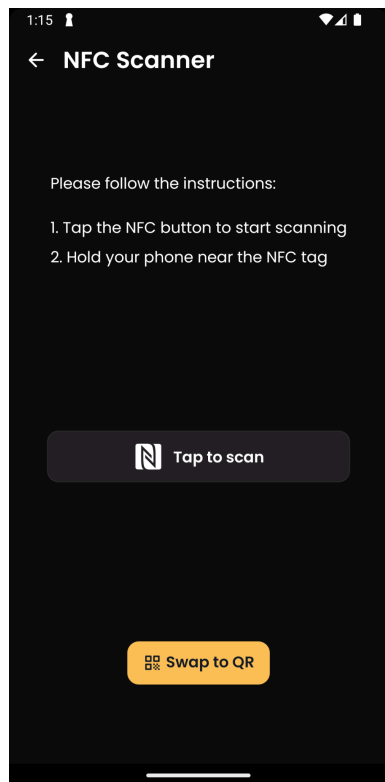 1:15
NFC Scanner
Please follow the instructions:
1. Tap the NFC button to start scanning
2. Hold your phone near the NFC tag
Tap to scan
Swap to QR